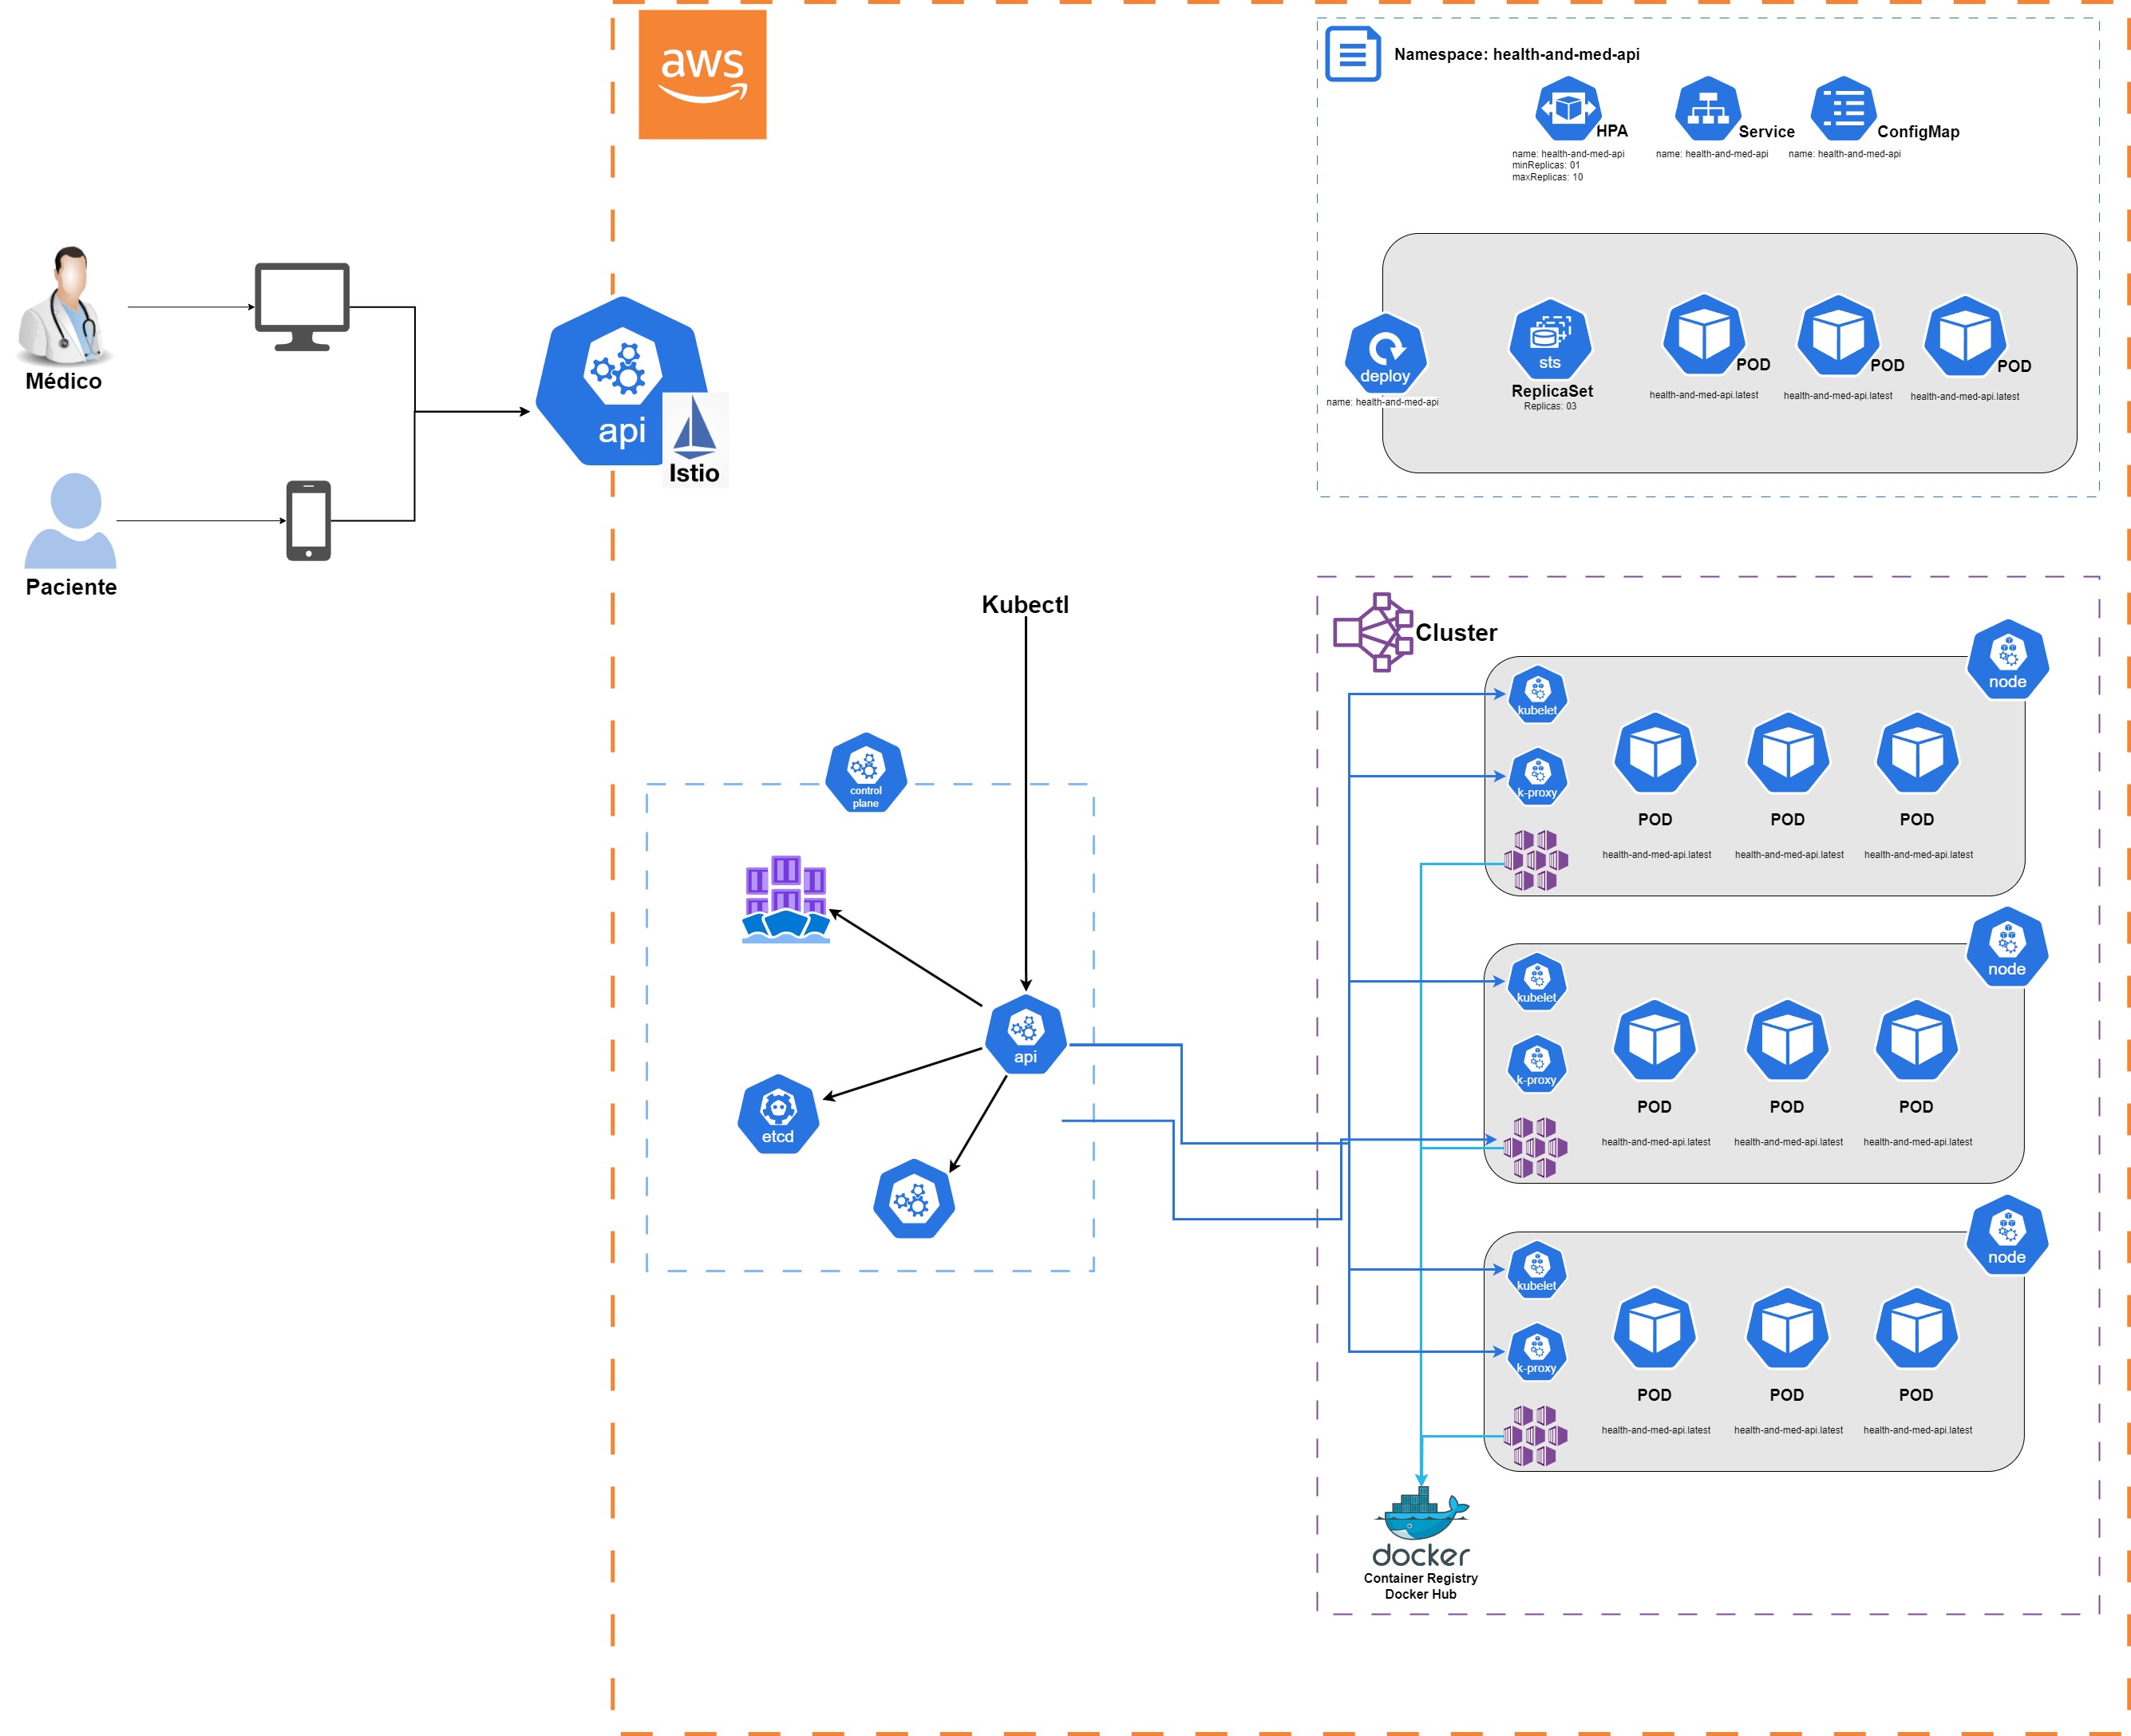 aws
Namespace: health-and-med-api
HPA
name: health-and-med-api
minReplicas: 01
maxReplicas: 10
Service
name: health-and-med-api
ConfigMap
name: health-and-med-api
deploy
name: health-and-med-api
sts
ReplicaSet
Replicas: 03
POD
health-and-med-api.latest
POD
health-and-med-api.latest
POD
health-and-med-api.latest
Médico
Paciente
api
Istio
Kubectl
control
plane
api
etcd
Cluster
node
kubelet
k-proxy
POD
POD
POD
health-and-med-api.latest
health-and-med-api.latest
health-and-med-api.latest
node
kubelet
k-proxy
POD
POD
POD
health-and-med-api.latest
health-and-med-api.latest
health-and-med-api.latest
node
kubelet
k-proxy
POD
POD
POD
health-and-med-api.latest
health-and-med-api.latest
health-and-med-api.latest
docker
Container Registry
Docker Hub